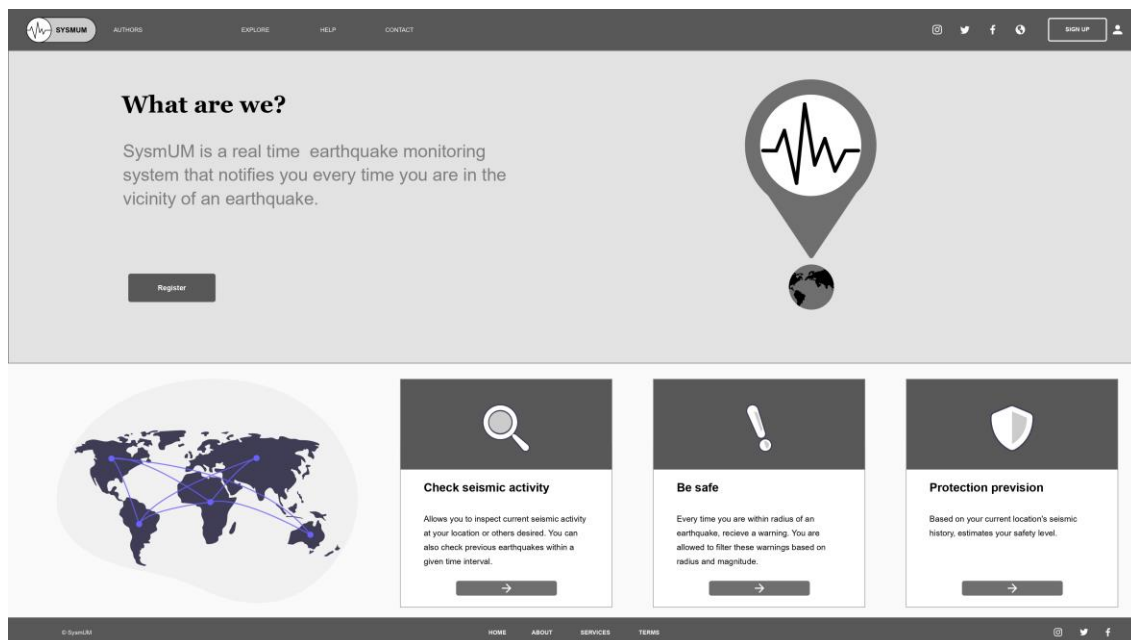 SYSMUM
AUTHORS
EXPLORE
HELP
CONTACT
SIGN UP
What are we?
SysmUM is a real time earthquake monitoring
system that notifies you every time you are in the
vicinity of an earthquake.
Register
Check seismic activity
Allows you to inspect current seismic activity
at your location or others desired. You can
also check previous earthquakes within a
given time interval.
Be safe
Every time you are within radius of an
earthquake, recieve a warning. You are
allowed to filter these warnings based on
radius and magnitude.
Protection prevision
Based on your current location's seismic
history, estimates your safety level.
© SysmUM
HOME
ABOUT
SERVICES
TERMS